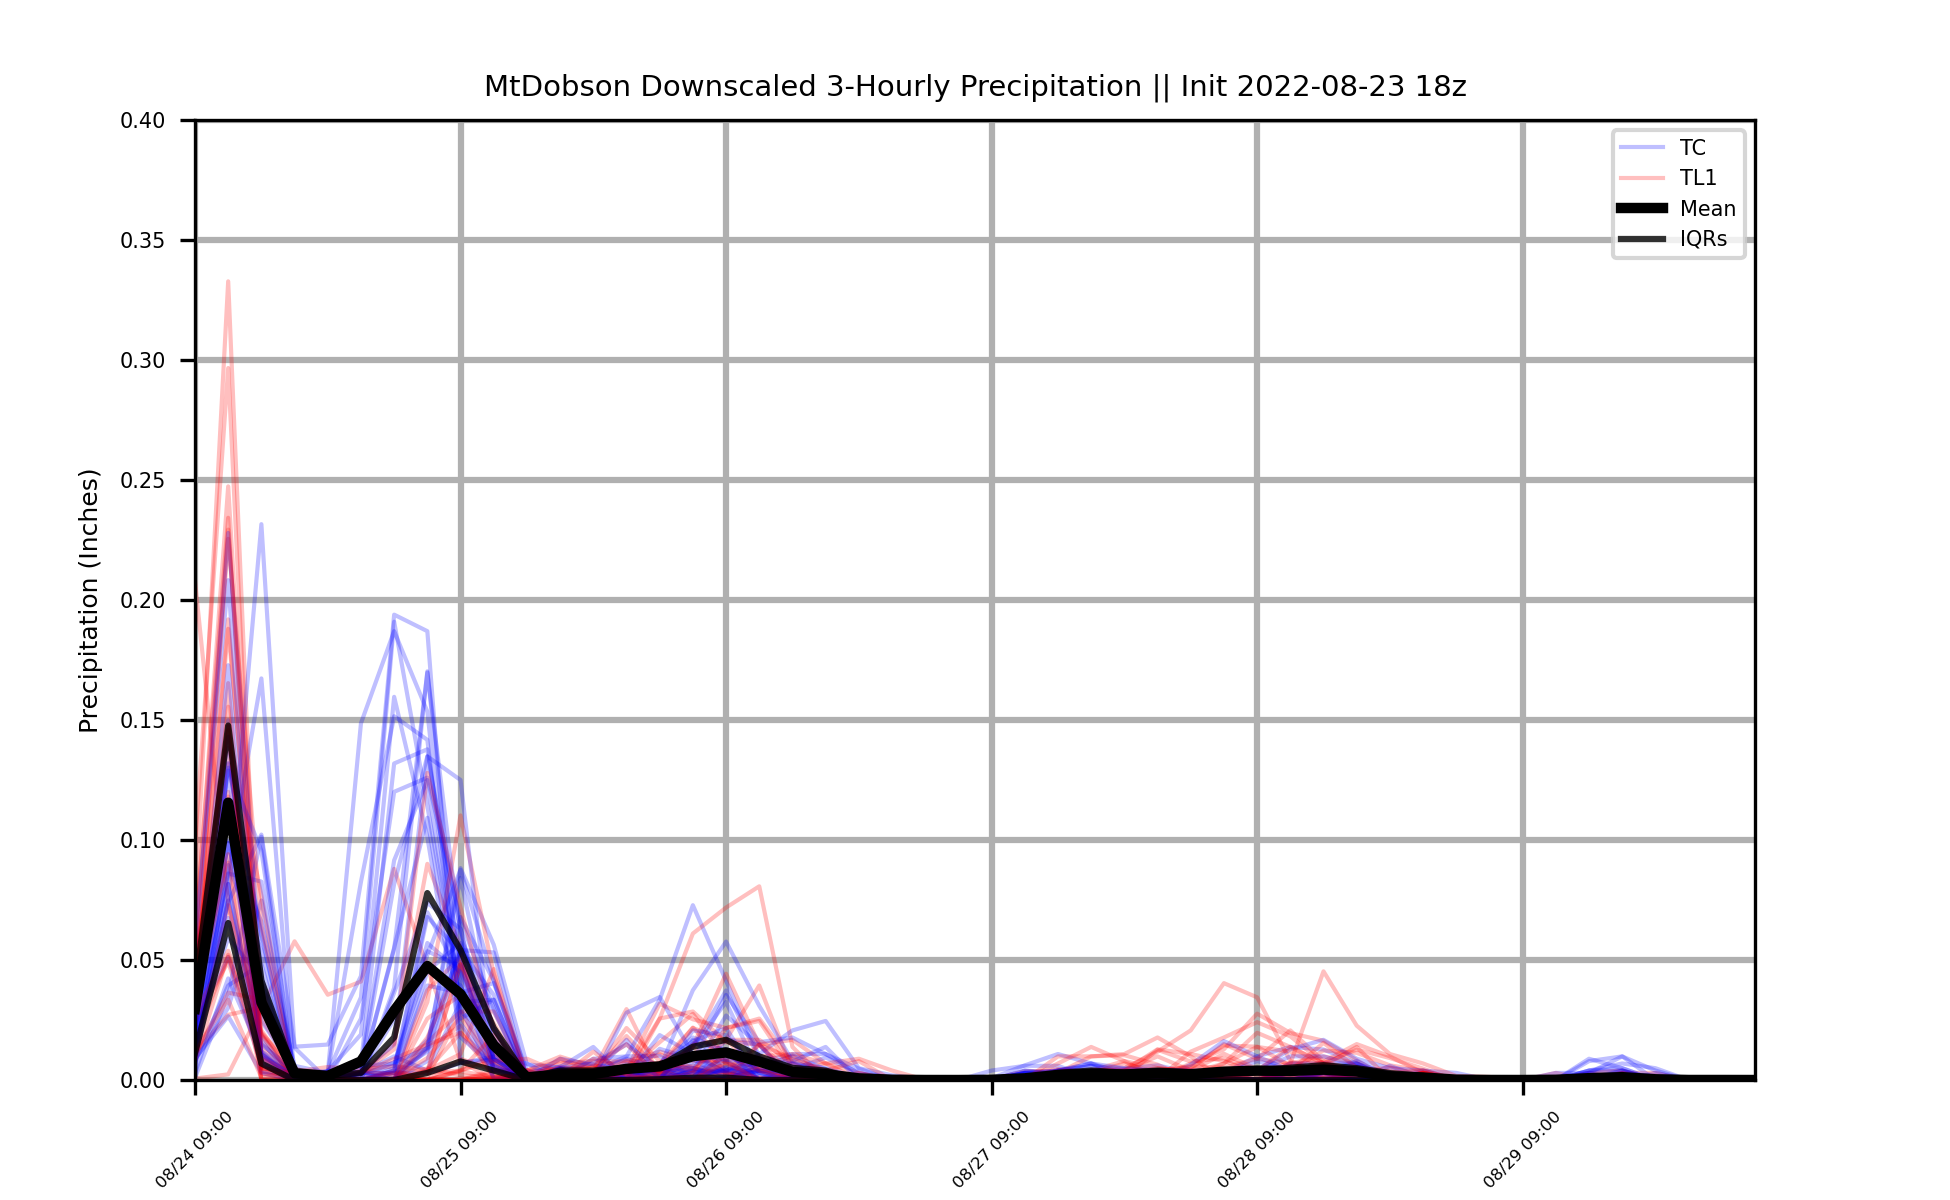 MtDobson Downscaled 3-Hourly Precipitation || Init 2022-08-23 18z
Precipitation (Inches)
0.40
0.35
0.30
0.25
0.20
0.15
0.10
0.05
0.00
TC
TL1
Mean
IQRs
08/24 09:00
08/25 09:00
08/26 09:00
08/27 09:00
08/28 09:00
08/29 09:00